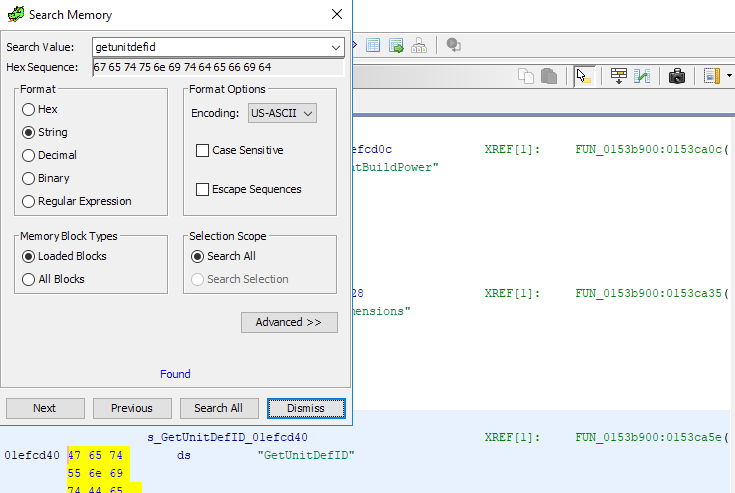 Search Memory
Search Value: getunitdefid
Hex Sequence: 67 65 74 75 6e 69 74 64 65 66 69 64
Format
Hex
String
Decimal
Binary
Regular Expression
Format Options
Encoding: US-ASCII
Case Sensitive
Escape Sequences
Memory Block Types
Loaded Blocks
All Blocks
Selection Scope
Search All
Search Selection
Advanced >>
Found
Next Previous Search All Dismiss
efcd0c XREF[1]: FUN_0153b900:0153ca0c(
ntBuildPower"
28 XREF[1]: FUN_0153b900:0153ca35(
mensions"
s_GetUnitDefID_01efcd40 XREF[1]: FUN_0153b900:0153ca5e(
01efcd40 47 65 74 ds "GetUnitDefID"
55 6e 69
74 44 65